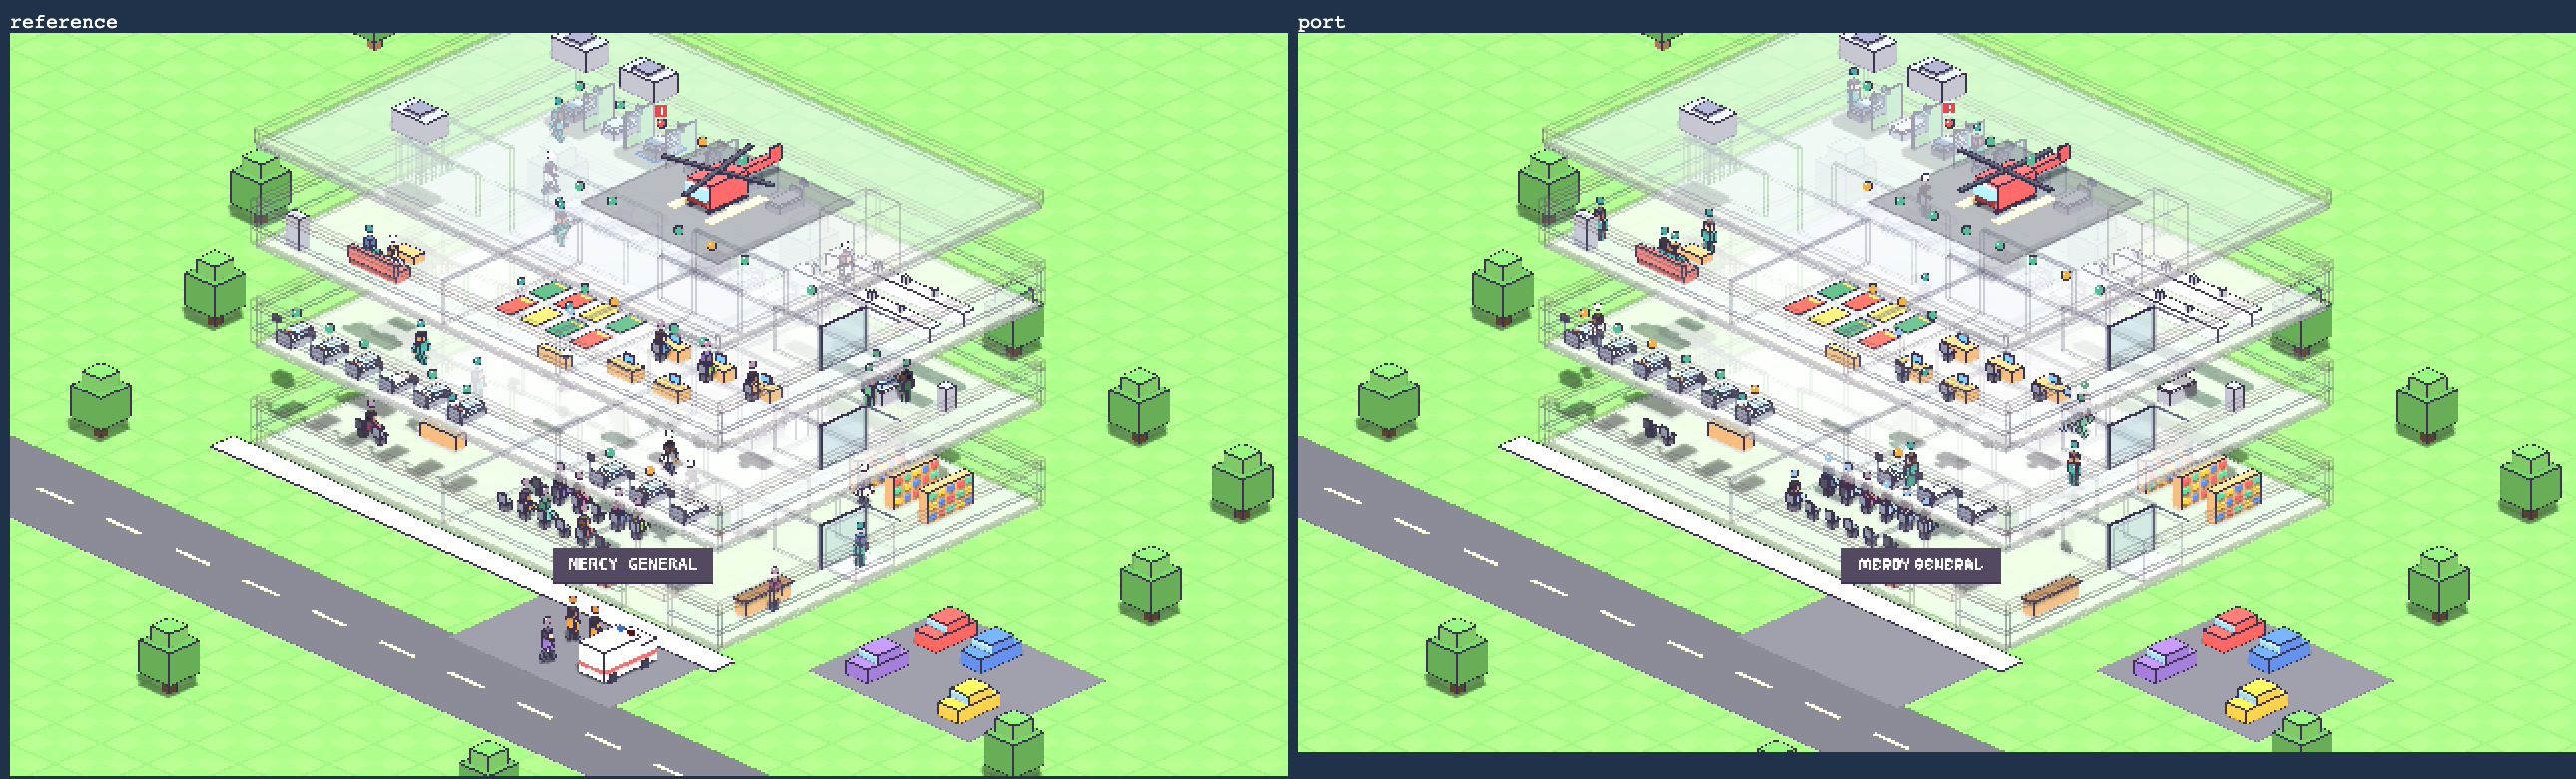 reference
port
!
!
MERCY GENERAL
MERDY GENERAL